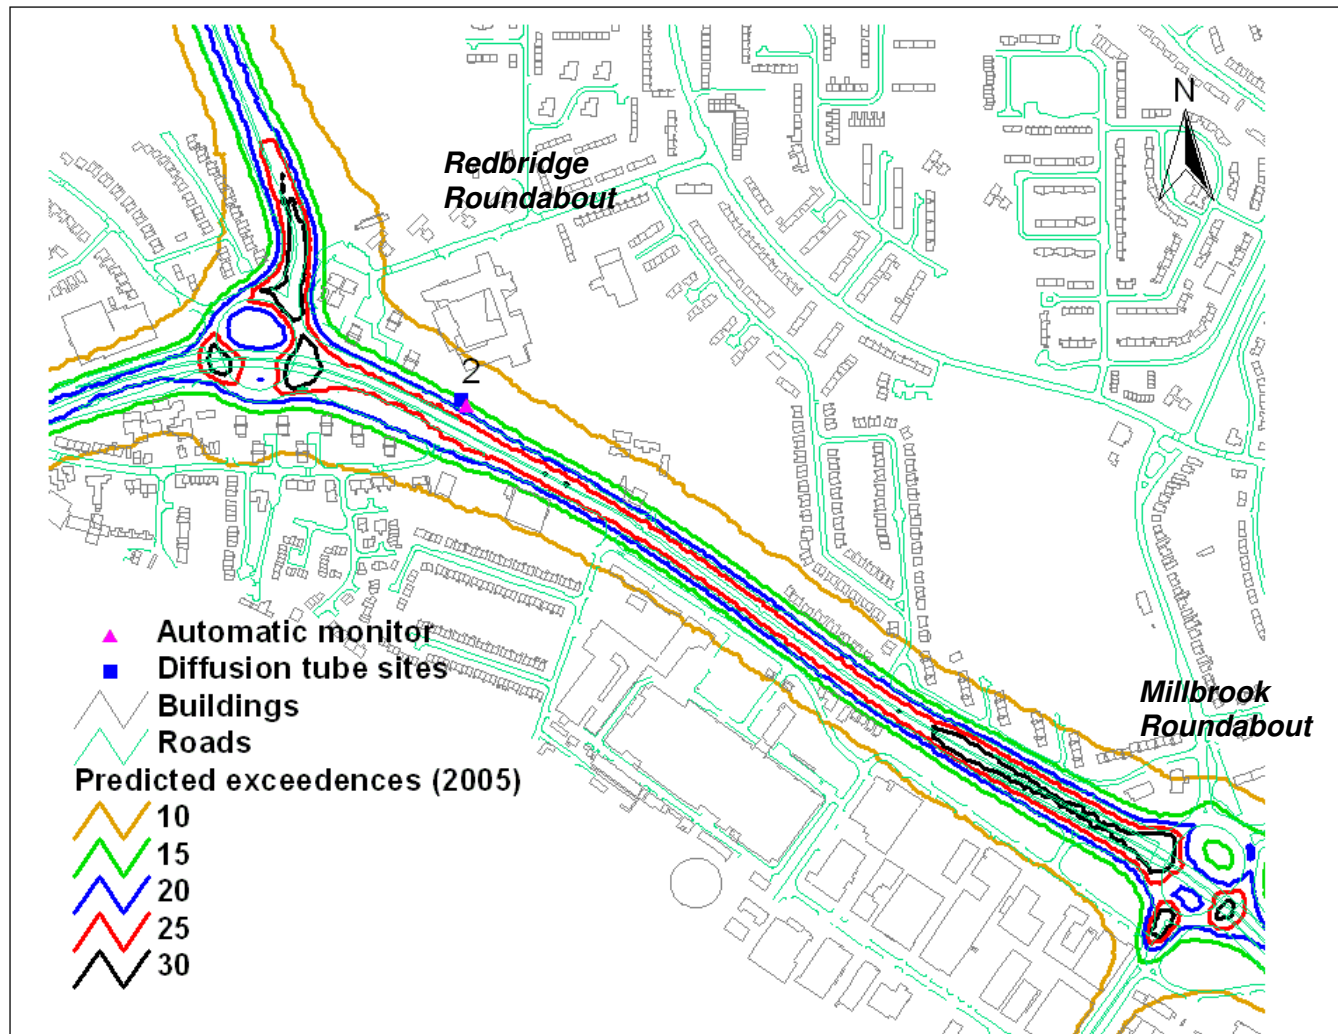 N
Redbridge
Roundabout
2
Automatic monitor
Diffusion tube sites
Buildings
Roads
Millbrook
Roundabout
Predicted exceedences (2005)
10
15
20
25
30